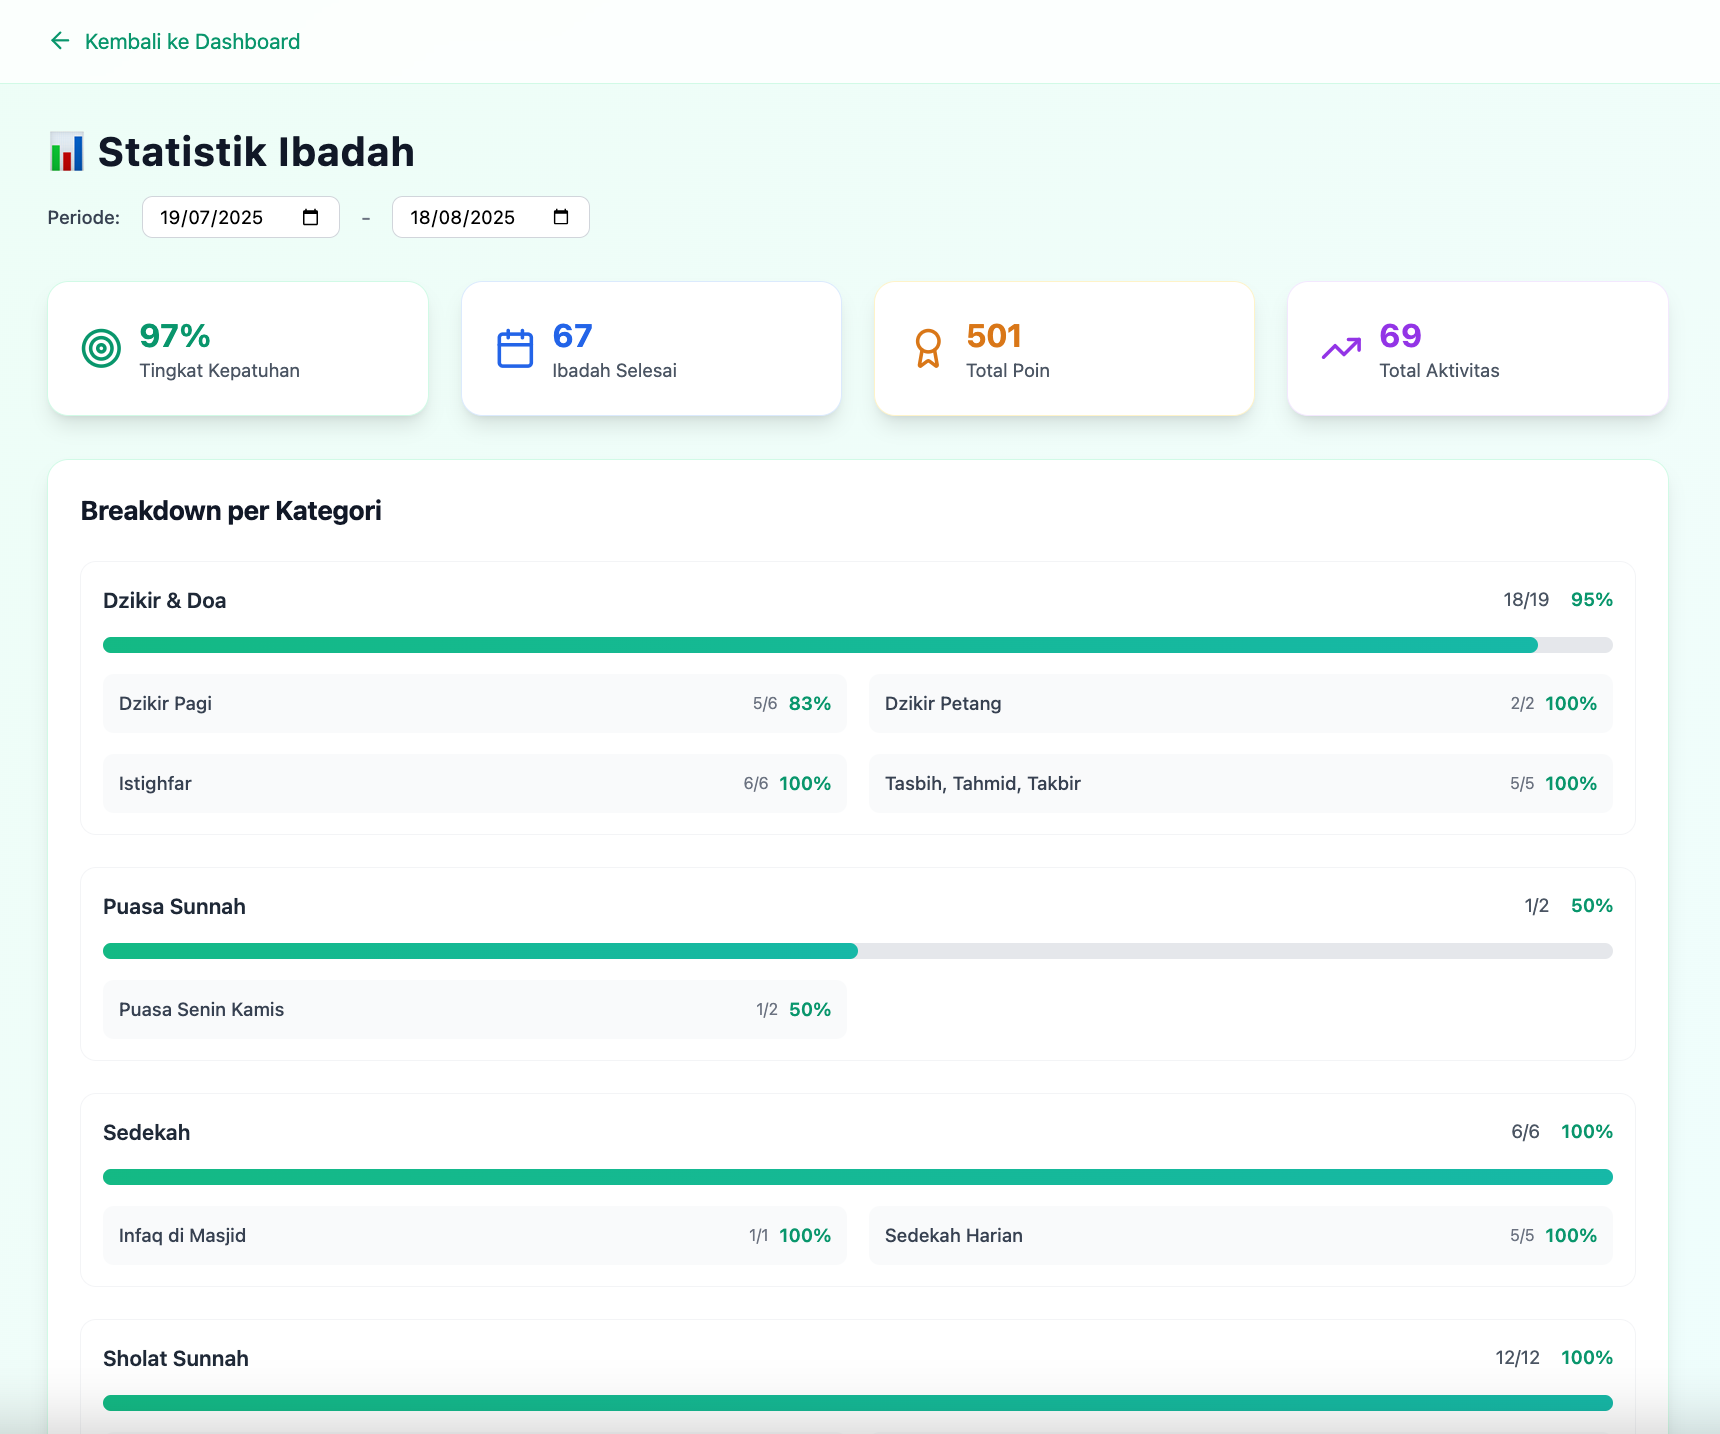 Kembali ke Dashboard
Statistik Ibadah
Periode: 19/07/2025 - 18/08/2025
97%
Tingkat Kepatuhan
67
Ibadah Selesai
501
Total Poin
69
Total Aktivitas
Breakdown per Kategori
Dzikir & Doa 18/19 95%
Dzikir Pagi 5/6 83%
Dzikir Petang 2/2 100%
Istighfar 6/6 100%
Tasbih, Tahmid, Takbir 5/5 100%
Puasa Sunnah 1/2 50%
Puasa Senin Kamis 1/2 50%
Sedekah 6/6 100%
Infaq di Masjid 1/1 100%
Sedekah Harian 5/5 100%
Sholat Sunnah 12/12 100%